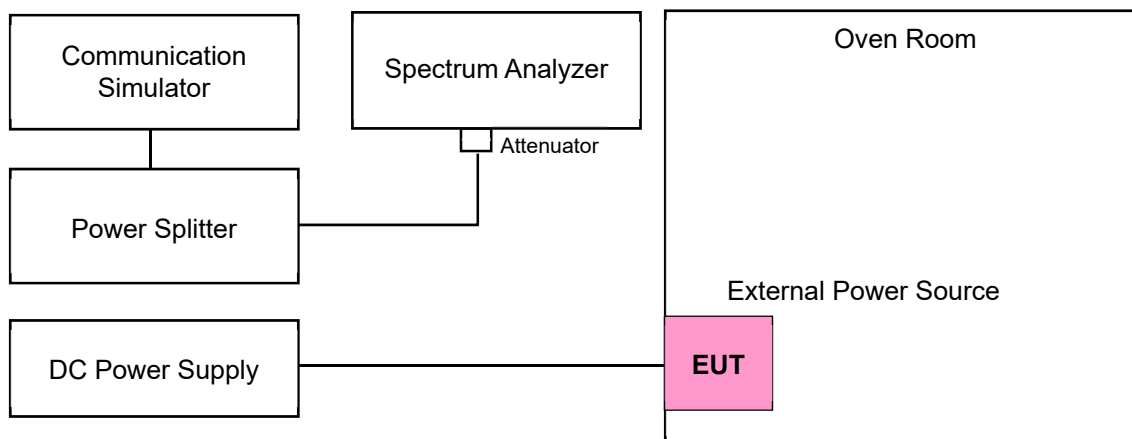 Communication
Simulator
Spectrum Analyzer
Oven Room
Attenuator
Power Splitter
External Power Source
DC Power Supply
EUT